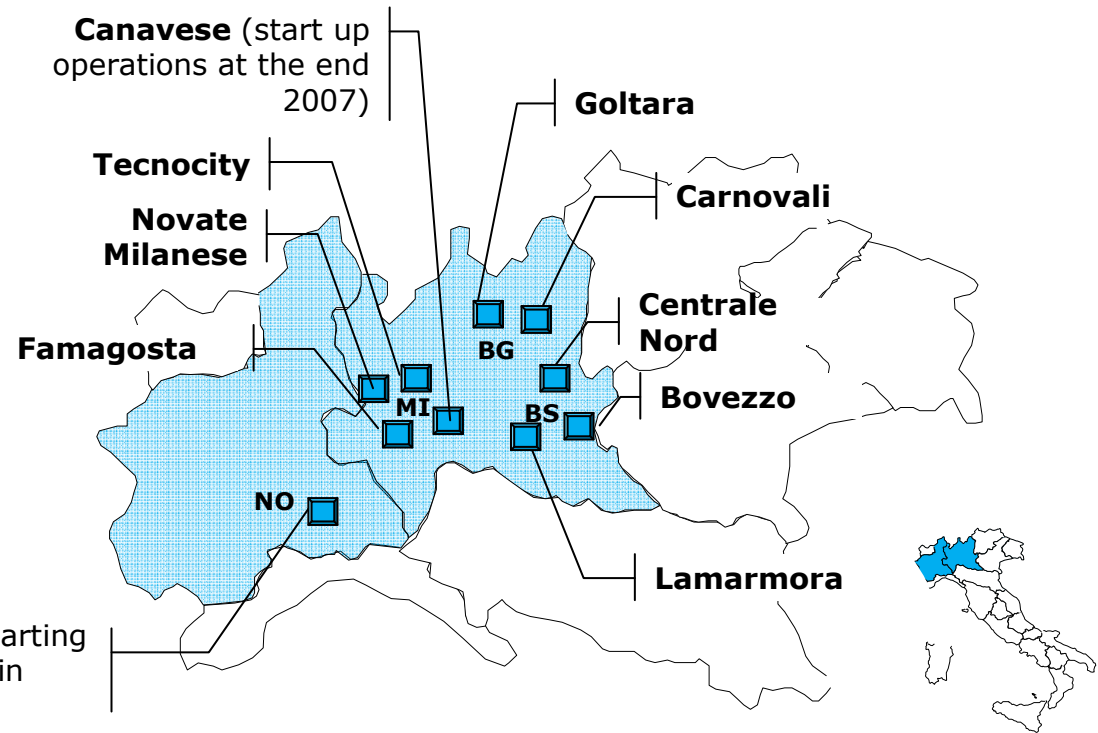 Canavese (start up
operations at the end
2007)
Goltara
Tecnocity
Carnovali
Novate
Milanese
Centrale
Nord
Famagosta
BG
Bovezzo
MI
BS
NO
Lamarmora
arting
in